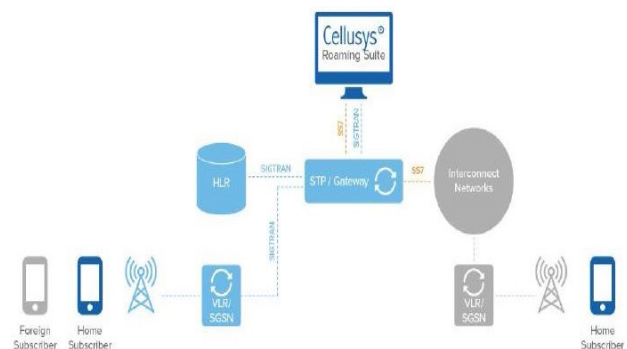 Cellusys®
Roaming Suite
SS7
SIGTRAN
HLR
SIGTRAN
STP / Gateway
SS7
Interconnect
Networks
SIGTRAN
VLR/
SGSN
VLR/
SGSN
Foreign
Subscriber
Home
Subscriber
Home
Subscriber